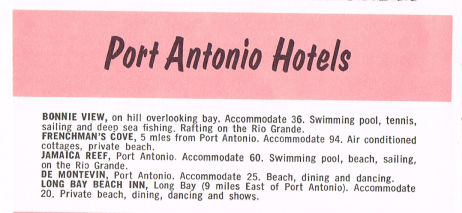 Port Antonio Hotels
BONNIE VIEW, on hill overlooking bay. Accommodate 36. Swimming pool, tennis,
sailing and deep sea fishing. Rafting on the Rio Grande.
FRENCHMAN'S COVE, 5 mles from Port Antonio. Accommodate 94. Air conditioned
cottages, private beach.
JAMAICA REEF, Port Antonio. Accommodate 60. Swimming pool, beach, sailing,
on the Rio Grande.
DE MONTEVIN, Port Antonio. Accommodate 25. Beach, dining and dancing.
LONG BAY BEACH INN, Long Bay (9 miles East of Port Antonio). Accommodate
20. Private beach, dining, dancing and shows.